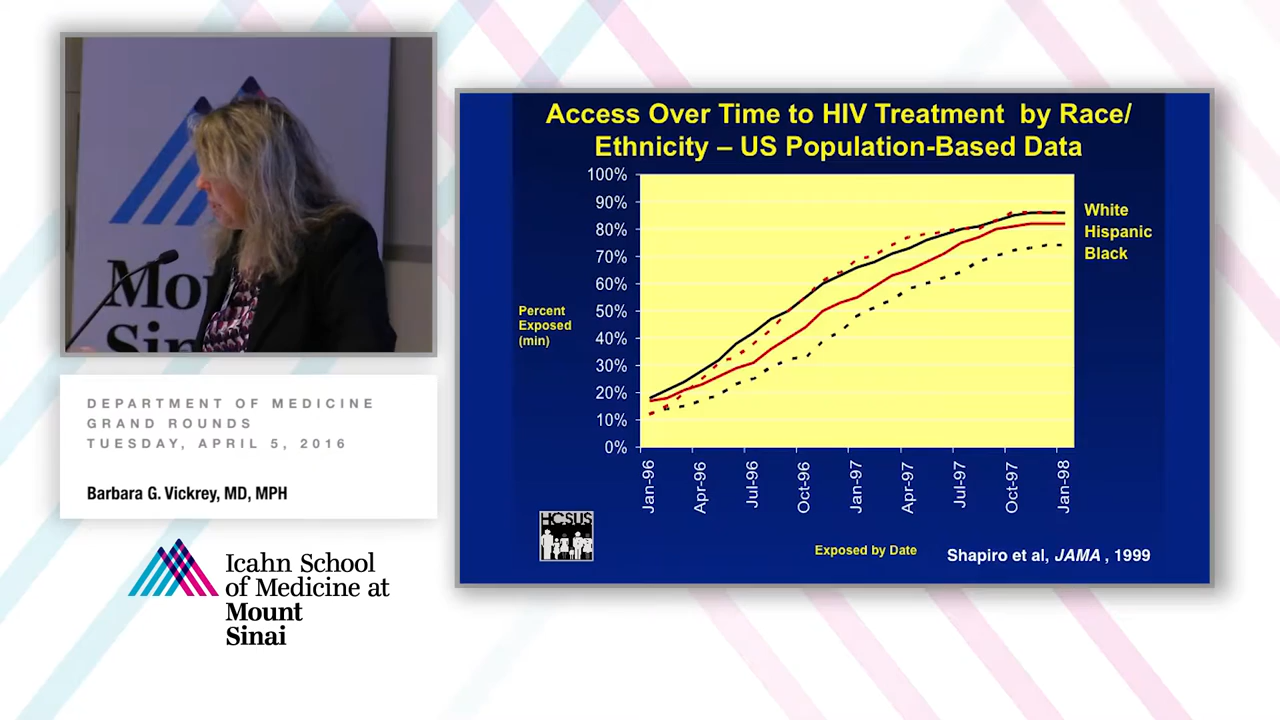 Mou
Sin
DEPARTMENT OF MEDICINE
GRAND ROUNDS
TUESDAY, APRIL 5, 2016
Barbara G. Vickrey, MD, MPH
Icahn School
of Medicine at
Mount
Sinai
Access Over Time to HIV Treatment by Race/
Ethnicity – US Population-Based Data
Percent
Exposed
(min)
100%
90%
80%
70%
60%
50%
40%
30%
20%
10%
0%
Jan-96
Apr-96
Jul-96
Oct-96
Jan-97
Apr-97
Jul-97
Oct-97
Jan-98
White
Hispanic
Black
HCSUS
Exposed by Date
Shapiro et al, JAMA , 1999